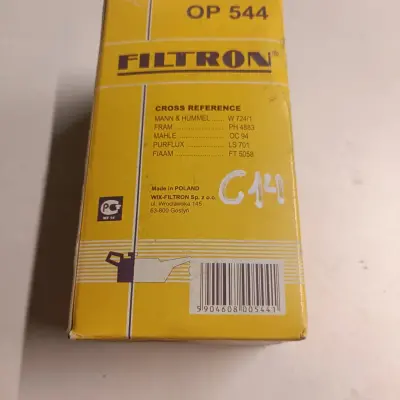 OP 544
FILTRON®
CROSS REFERENCE
MANN & HUMMEL ..... W 724/1
FRAM ..................... PH 4883
MAHLE .................. OC 94
PURFLUX ............... LS 701
FIAAM .................... FT 5058
Made in POLAND
WIX-FILTRON Sp. z o.o.
ul. Wrocławska 145
63-800 Gostyń
C141
5904608005441